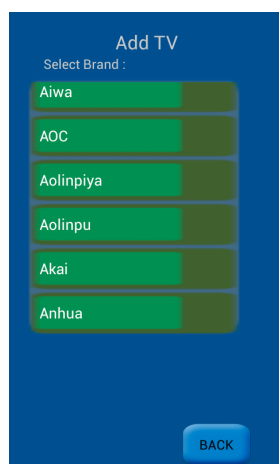 Add TV
Select Brand :
Aiwa
AOC
Aolinpiya
Aolinpu
Akai
Anhua
BACK